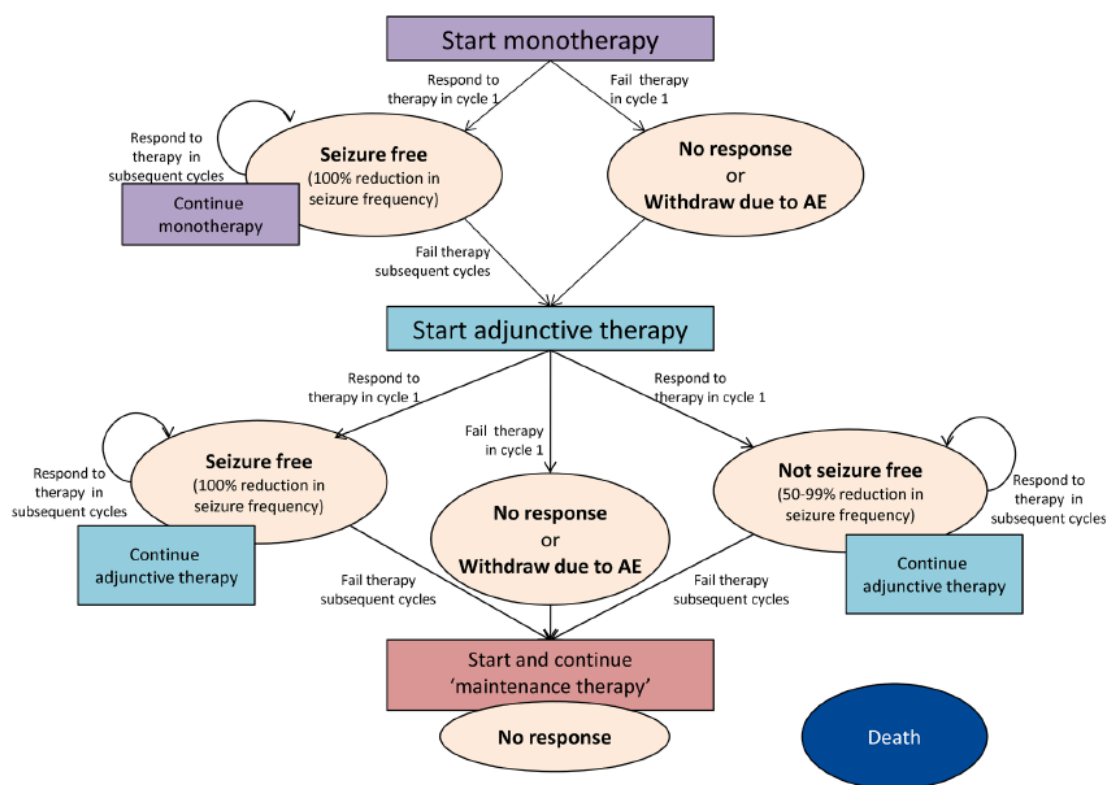 Start monotherapy
Respond to
therapy in cycle 1
Fail therapy
in cycle 1
Respond to
therapy in
subsequent cycles
Seizure free
(100% reduction in
seizure frequency)
Continue
monotherapy
No response
or
Withdraw due to AE
Fail therapy
subsequent cycles
Start adjunctive therapy
Respond to
therapy in cycle 1
Fail therapy
in cycle 1
Respond to
therapy in cycle 1
Respond to
therapy in
subsequent cycles
Seizure free
(100% reduction in
seizure frequency)
Continue
adjunctive therapy
No response
or
Withdraw due to AE
Not seizure free
(50-99% reduction in
seizure frequency)
Respond to
therapy in
subsequent cycles
Continue
adjunctive therapy
Fail therapy
subsequent cycles
Fail therapy
subsequent cycles
Start and continue
‘maintenance therapy’
No response
Death